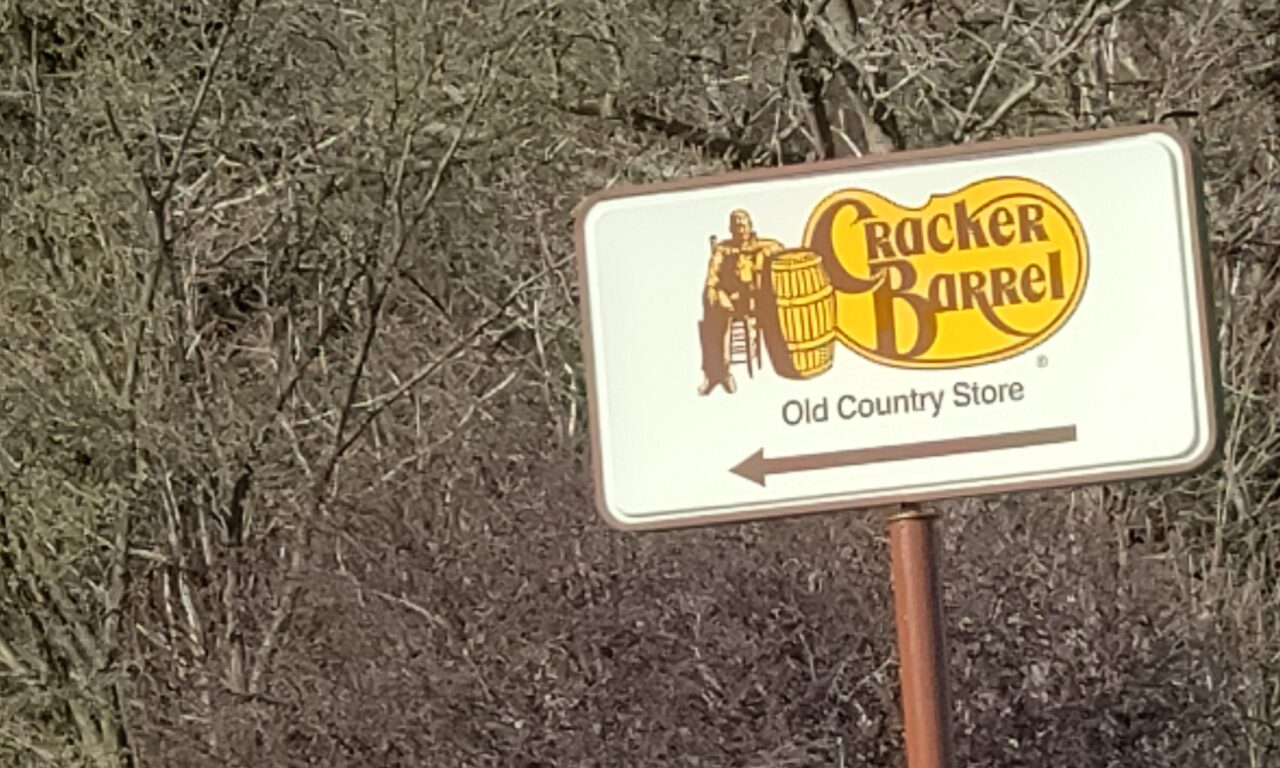 Cracker
Barrel
®
Old Country Store